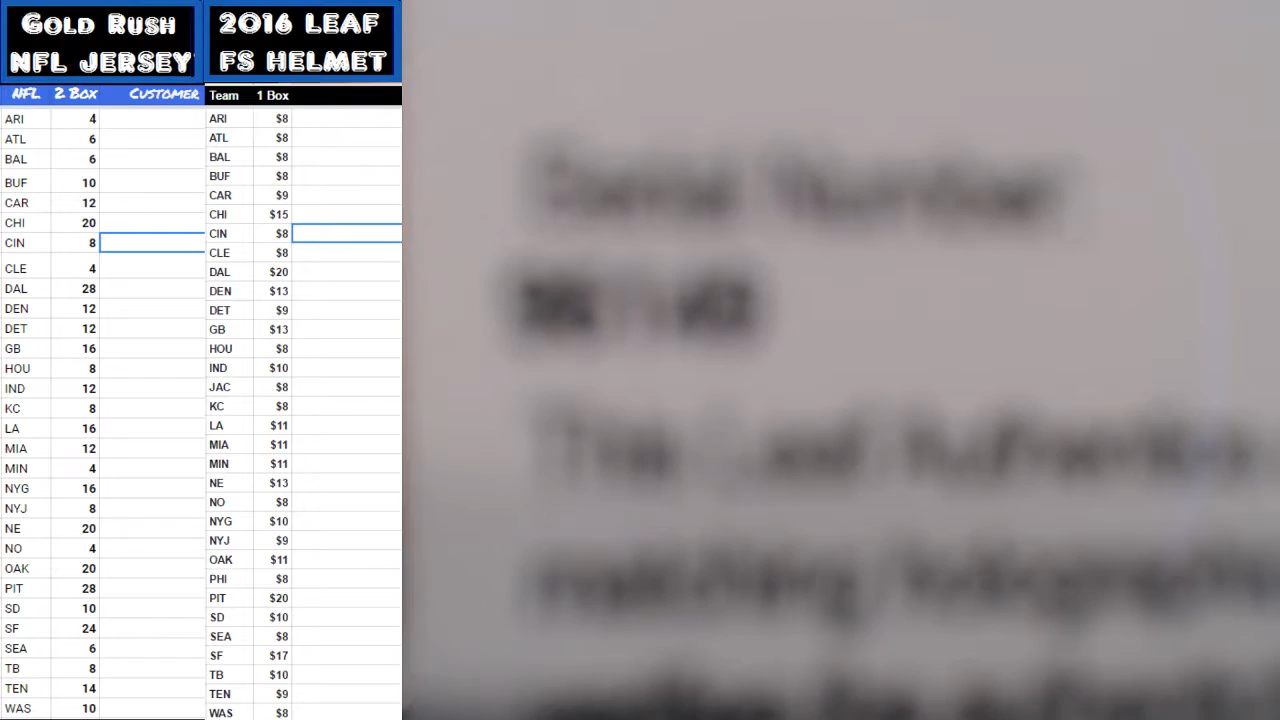 Gold Rush
NFL Jersey
NFL 2 Box Customer
ARI 4
ATL 6
BAL 6
BUF 10
CAR 12
CHI 20
CIN 8
CLE 4
DAL 28
DEN 12
DET 12
GB 16
HOU 8
IND 12
KC 8
LA 16
MIA 12
MIN 4
NYG 16
NYJ 8
NE 20
NO 4
OAK 20
PIT 28
SD 10
SF 24
SEA 6
TB 8
TEN 14
WAS 10
2016 LEAF
FS HELMET
Team 1 Box
ARI $8
ATL $8
BAL $8
BUF $8
CAR $9
CHI $15
CIN $8
CLE $8
DAL $20
DEN $13
DET $9
GB $13
HOU $8
IND $10
JAC $8
KC $8
LA $11
MIA $11
MIN $11
NE $13
NO $8
NYG $10
NYJ $9
OAK $11
PHI $8
PIT $20
SD $10
SEA $8
SF $17
TB $10
TEN $9
WAS $8
Number
This Leaf
matching